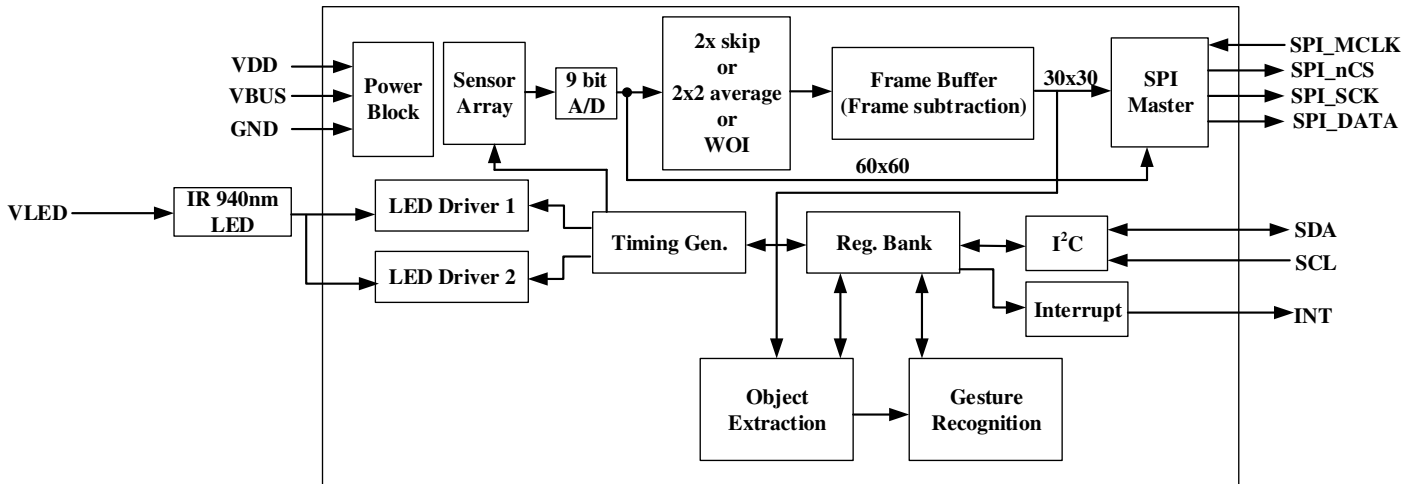 VDD
VBUS
GND
Power
Block
Sensor
Array
9 bit
A/D
2x skip
or
2x2 average
or
WOI
Frame Buffer
(Frame subtraction)
30x30
60x60
SPI
Master
SPI_MCLK
SPI_nCS
SPI_SCK
SPI_DATA
VLED
IR 940nm
LED
LED Driver 1
LED Driver 2
Timing Gen.
Reg. Bank
I²C
SDA
SCL
Interrupt
INT
Object
Extraction
Gesture
Recognition